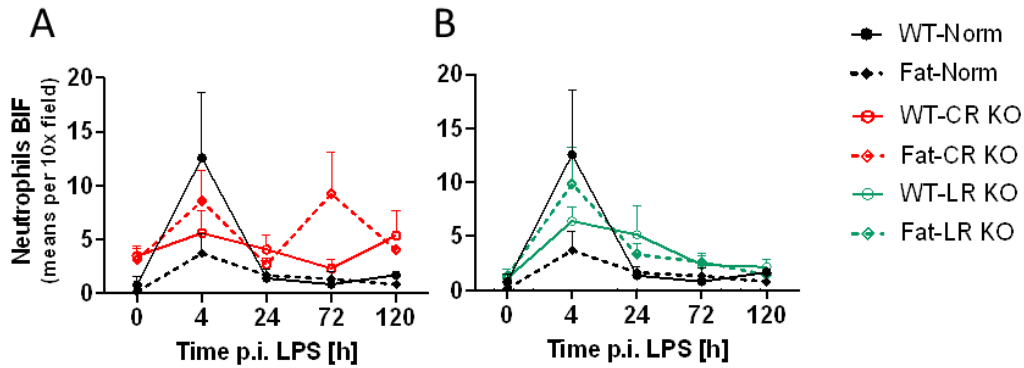 A
B
Neutrophils BIF
(means per 10x field)
20
15
10
5
0
0 4 24 72 120
Time p.i. LPS [h]
20
15
10
5
0
0 4 24 72 120
Time p.i. LPS [h]
WT-Norm
Fat-Norm
WT-CR KO
Fat-CR KO
WT-LR KO
Fat-LR KO